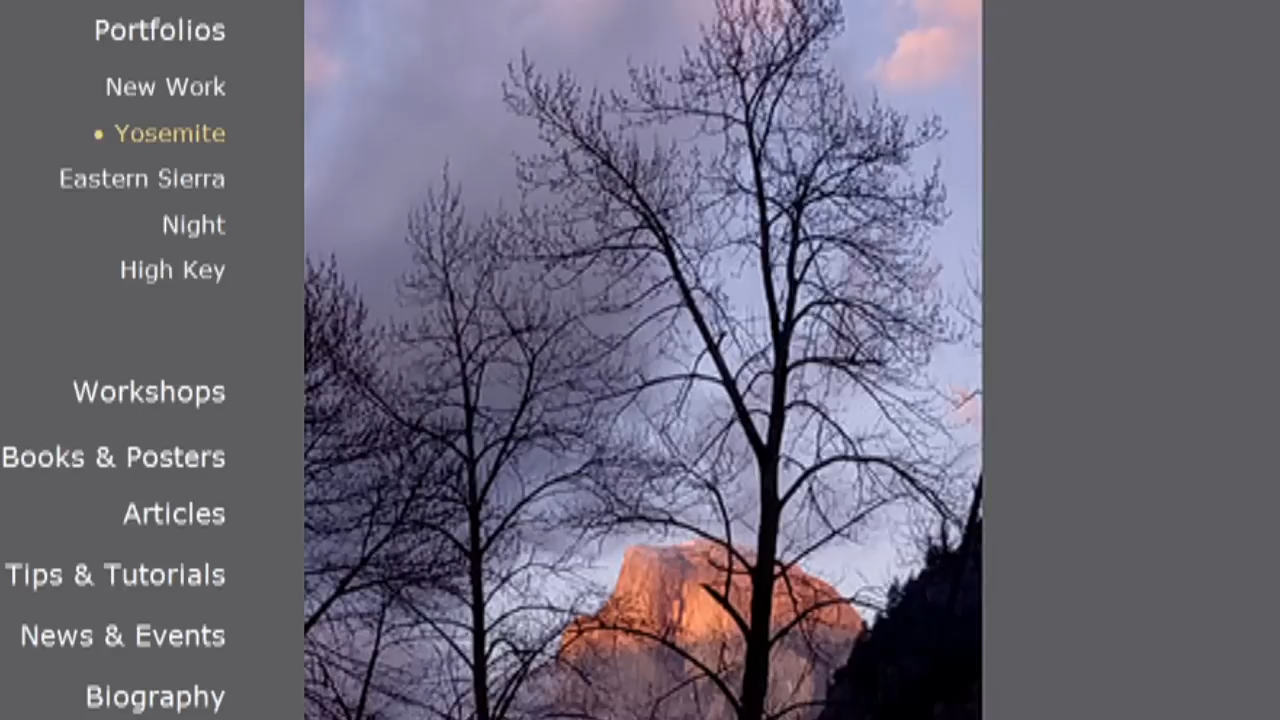 Portfolios
New Work
• Yosemite
Eastern Sierra
Night
High Key
Workshops
Books & Posters
Articles
Tips & Tutorials
News & Events
Biography